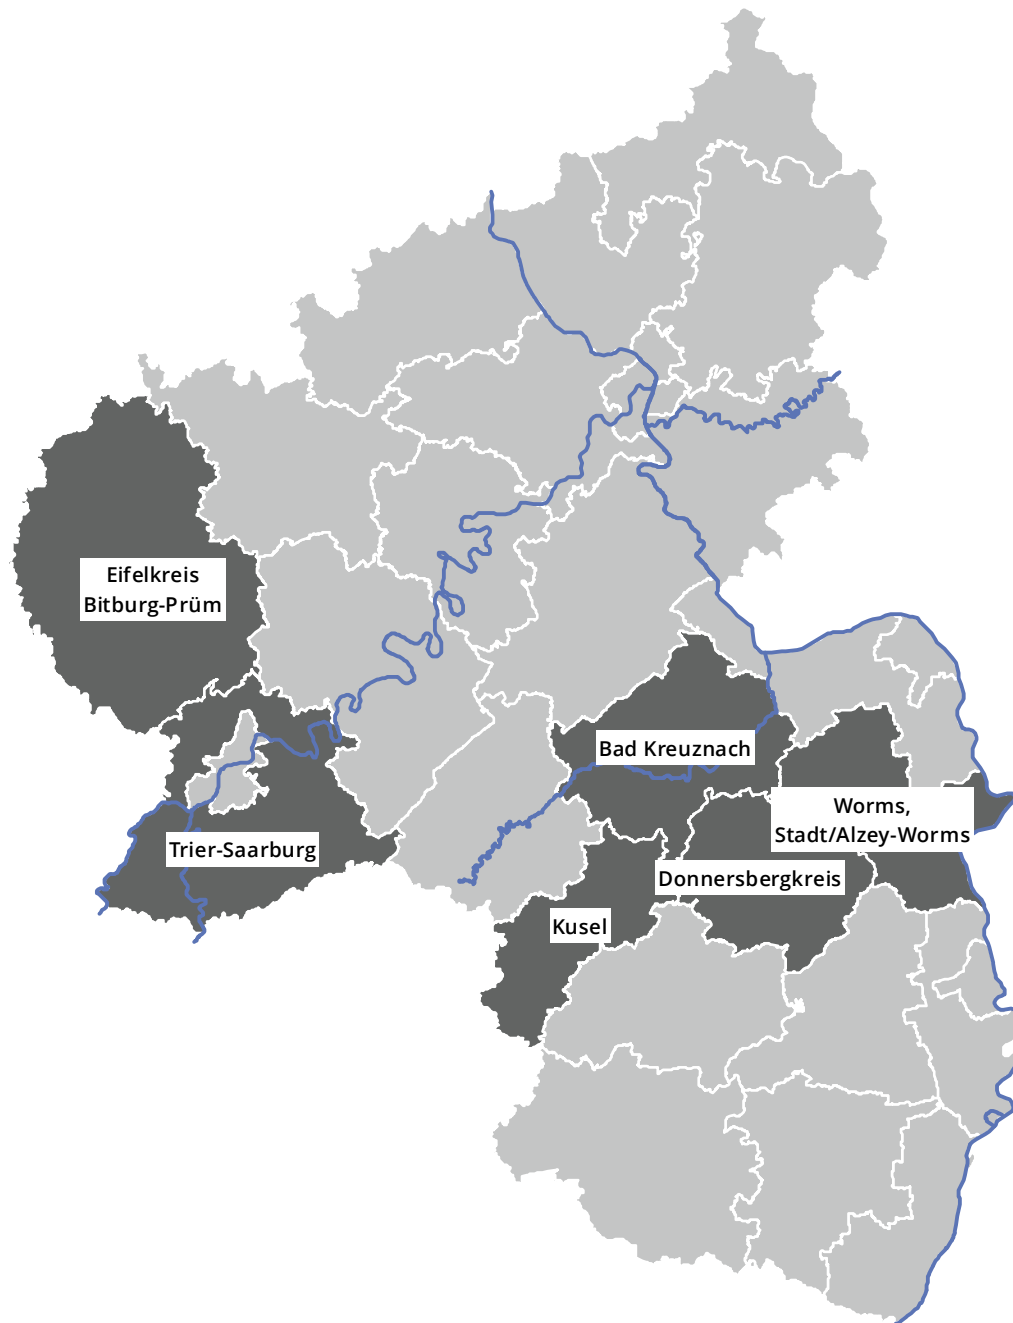 Eifelkreis
Bitburg-Prüm
Bad Kreuznach
Worms,
Stadt/Alzey-Worms
Trier-Saarburg
Donnersbergkreis
Kusel